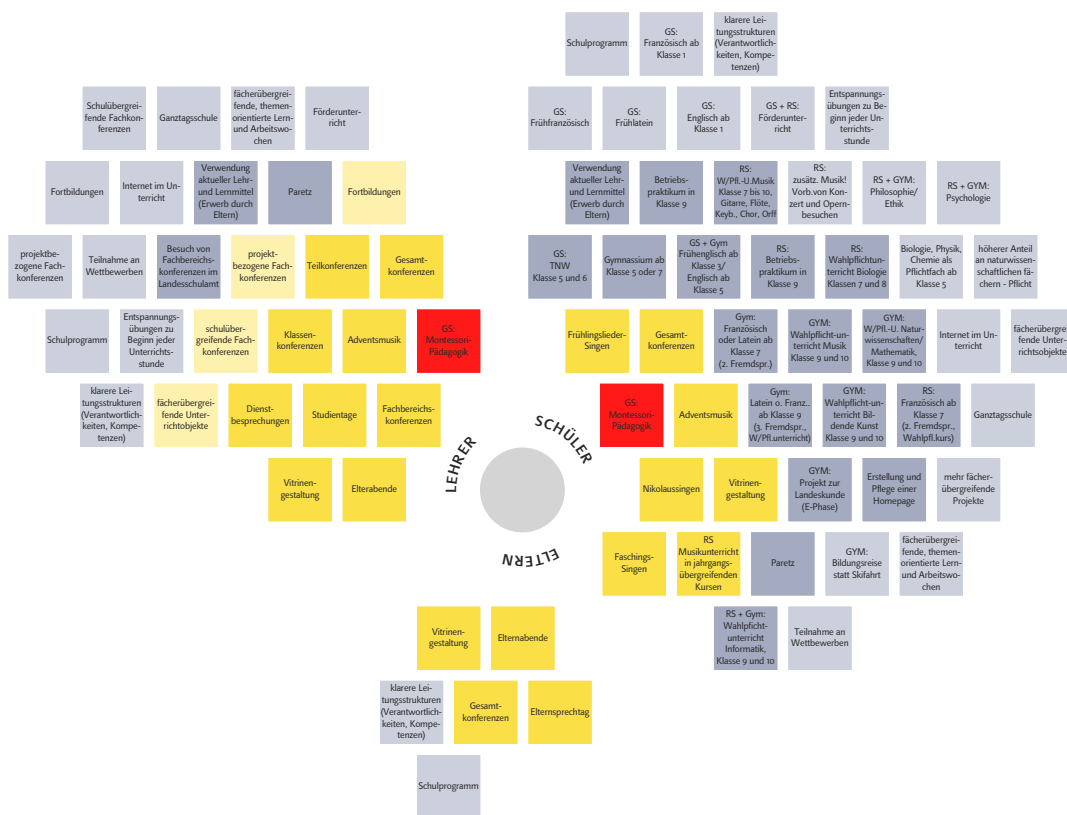 Schulprogramm
GS:
Französisch ab
Klasse 1
klarere Lei-
tungsstrukturen
(Verantwortlich-
keiten, Kompe-
tenzen)
Schulübergrei-
fende Fachkon-
ferenzen
Ganztagsschule
fächerübergrei-
fende, themen-
orientierte Lern-
und Arbeitswo-
chen
Förderunter-
richt
GS:
Frühfranzösisch
GS:
Frühlatein
GS:
Englisch ab
Klasse 1
GS + RS:
Förderunter-
richt
Entspannungs-
übungen zu Be-
ginn jeder Un-
terrichtsstunde
Fortbildungen
Internet im Un-
terricht
Verwendung
aktueller Lehr-
und Lernmittel
(Erwerb durch
Eltern)
Paretz
Fortbildungen
Verwendung
aktueller Lehr-
und Lernmittel
(Erwerb durch
Eltern)
Betriebs-
praktikum in
Klasse 9
RS:
W/Pfl.-U.Musik
Klasse 7 bis 10,
Gitarre, Flöte,
Keyb., Chor, Orff
RS:
zusätz. Musik!
Vorb.von Kon-
zert und Opern-
besuchen
RS + GYM:
Philosophie/
Ethik
RS + GYM:
Psychologie
projektbe-
zogene Fach-
konferenzen
Teilnahme an
Wettbewerben
Besuch von
Fachbereichs-
konferenzen im
Landesschulamt
projekt-
bezogene Fach-
konferenzen
Teilkonferenzen
Gesamt-
konferenzen
GS:
TNW
Klasse 5 und 6
Gymnasium ab
Klasse 5 oder 7
GS + Gym
Frühenglisch ab
Klasse 3/
Englisch ab
Klasse 5
RS:
Betriebs-
praktikum in
Klasse 9
RS:
Wahlpflichtun-
terricht Biologie
Klassen 7 und 8
Biologie, Physik,
Chemie als
Pflichtfach ab
Klasse 5
höherer Anteil
an naturwissen-
schaftlichen fä-
chern - Pflicht
Schulprogramm
Entspannungs-
übungen zu
Beginn jeder
Unterrichts-
stunde
schulüber-
greifende Fach-
konferenzen
Klassen-
konferenzen
Adventsmusik
GS:
Montessori-
Pädagogik
Frühlingslieder-
Singen
Gesamt-
konferenzen
Gym:
Französisch
oder Latein ab
Klasse 7
(2. Fremdspr.)
GYM:
Wahlpflicht-un-
terricht Musik
Klasse 9 und 10
GYM:
W/Pfl.-U. Natur-
wissenschaften/
Mathematik,
Klasse 9 und 10
Internet im Un-
terricht
fächerübergrei-
fende Unter-
richtsobjekte
klarere Lei-
tungsstrukturen
(Verantwortlich-
keiten, Kompe-
tenzen)
fächerübergrei-
fende Unter-
richtobjekte
Dienst-
besprechungen
Studientage
Fachbereichs-
konferenzen
LEHRER
SCHÜLER
GS:
Montessori-
Pädagogik
Adventsmusik
Gym:
Latein o. Franz..
ab Klasse 9
(3. Fremdspr.,
W/Pfl.unterricht)
GYM:
Wahlpflicht-un-
terricht Bil-
dende Kunst
Klasse 9 und 10
RS:
Französisch ab
Klasse 7
(2. Fremdspr.,
Wahlpfl.kurs)
Ganztagsschule
Vitrinen-
gestaltung
Elterabende
Nikolaussingen
Vitrinen-
gestaltung
GYM:
Projekt zur
Landeskunde
(E-Phase)
Erstellung und
Pflege einer
Homepage
mehr fächer-
übergreifende
Projekte
ELTERN
Faschings-
Singen
RS
Musikunterricht
in jahrgangs-
übergreifenden
Kursen
Paretz
GYM:
Bildungsreise
statt Skifahrt
fächerübergrei-
fende, themen-
orientierte Lern-
und Arbeitswo-
chen
Vitrinen-
gestaltung
Elternabende
RS + Gym:
Wahlpficht-
unterricht
Informatik,
Klasse 9 und 10
Teilnahme an
Wettbewerben
klarere Lei-
tungsstrukturen
(Verantwortlich-
keiten, Kompe-
tenzen)
Gesamt-
konferenzen
Elternsprechtag
Schulprogramm